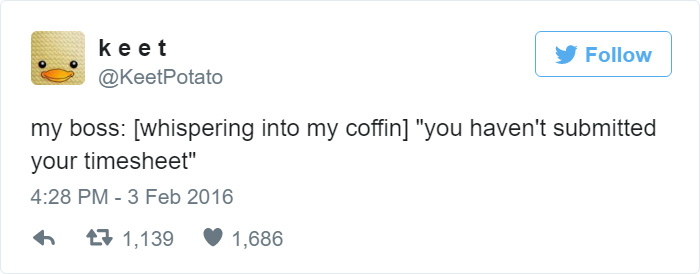 k e e t
@KeetPotato
Follow
my boss: [whispering into my coffin] "you haven't submitted
your timesheet"
4:28 PM - 3 Feb 2016
1,139 1,686